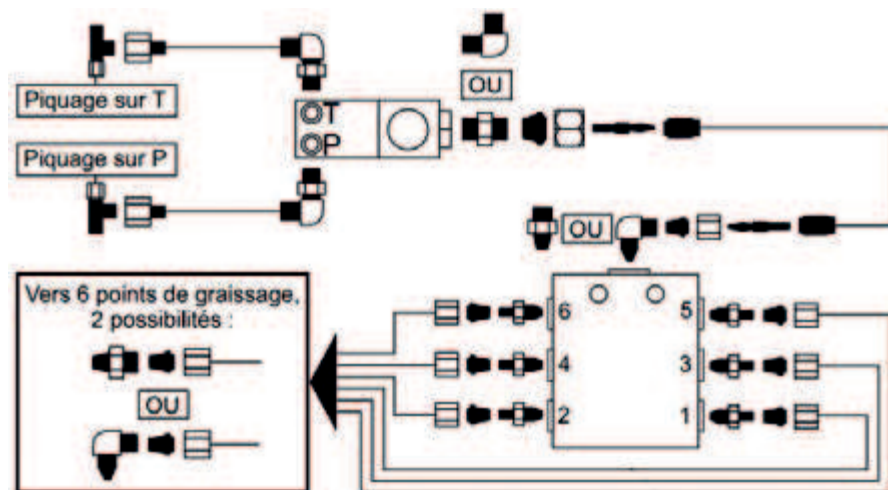 OU
Piquage sur T
T
P
Piquage sur P
OU
Vers 6 points de graissage,
2 possibilités :
OU
6 5
4 3
2 1